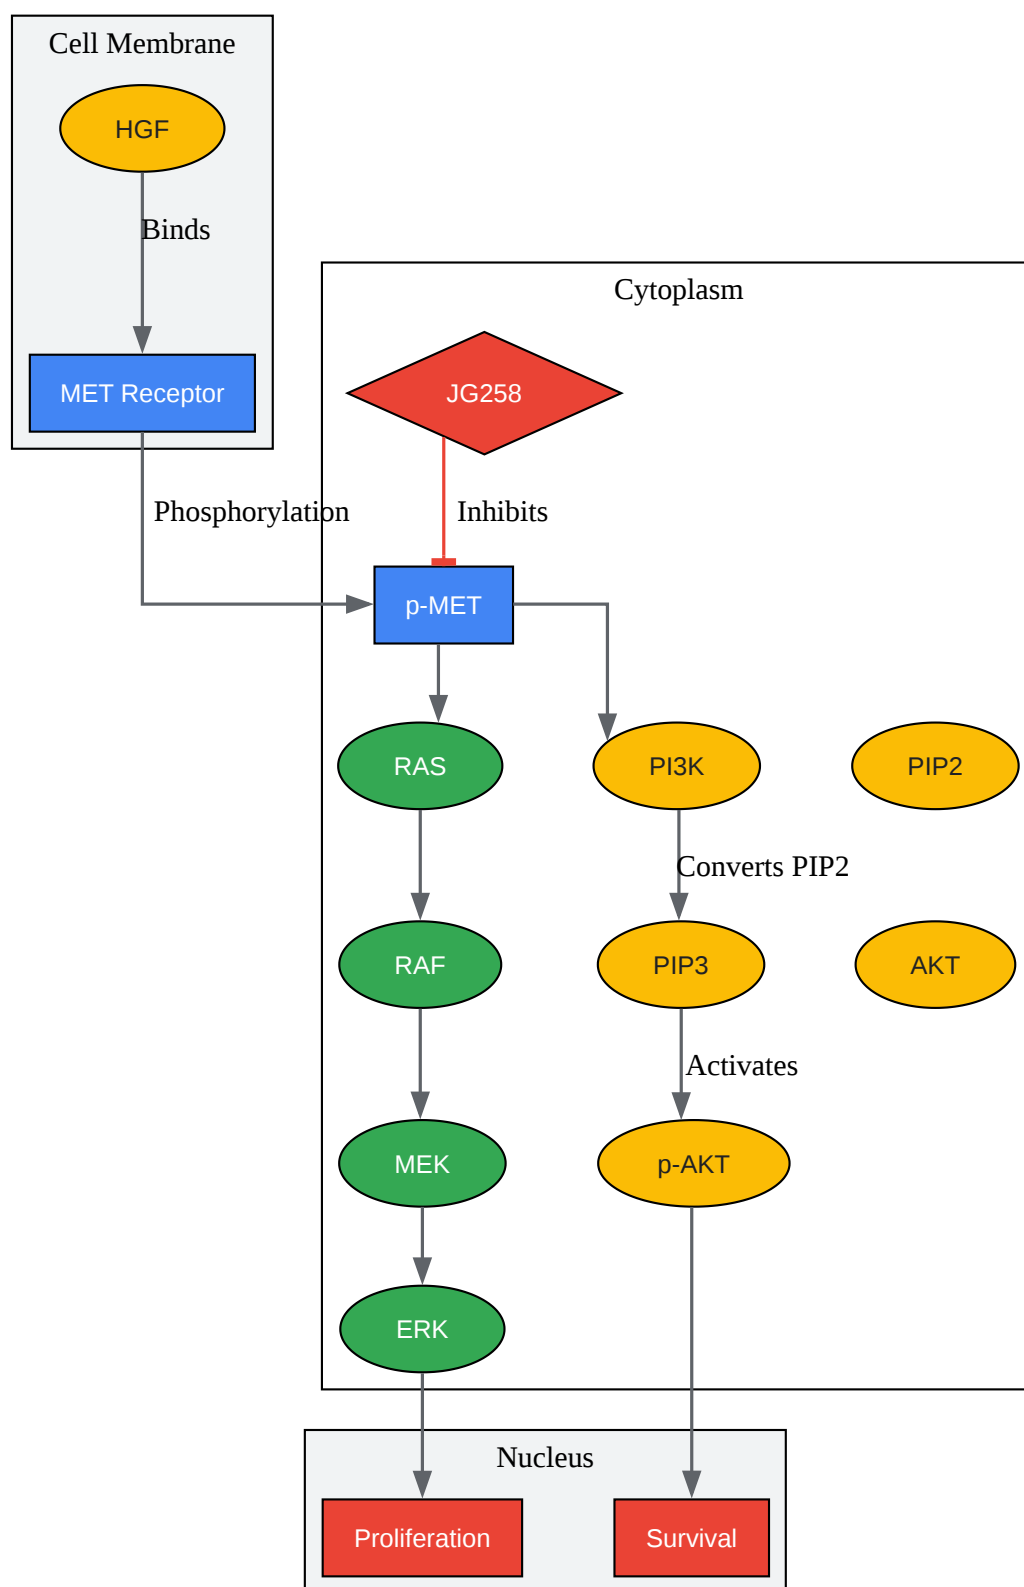 Cell Membrane
HGF
Binds
MET Receptor
Cytoplasm
JG258
Phosphorylation
Inhibits
p-MET
RAS
PI3K
PIP2
Converts PIP2
RAF
PIP3
AKT
Activates
MEK
p-AKT
ERK
Nucleus
Proliferation
Survival